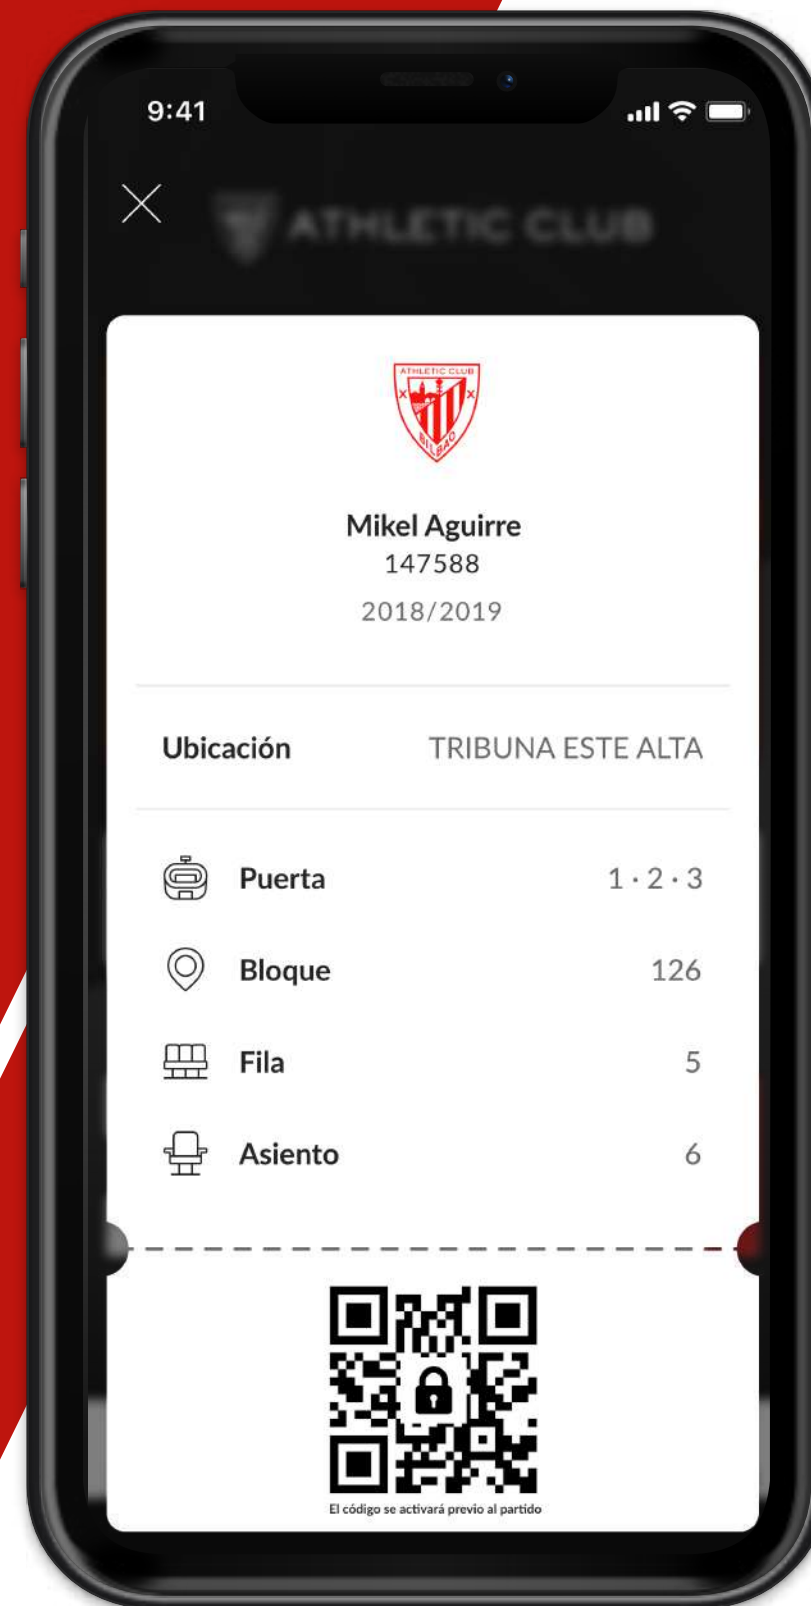 9:41
ATHLETIC CLUB
ATHLETIC CLUB
BILBAO
Mikel Aguirre
147588
2018/2019
Ubicación TRIBUNA ESTE ALTA
Puerta 1 · 2 · 3
Bloque 126
Fila 5
Asiento 6
El código se activará previo al partido